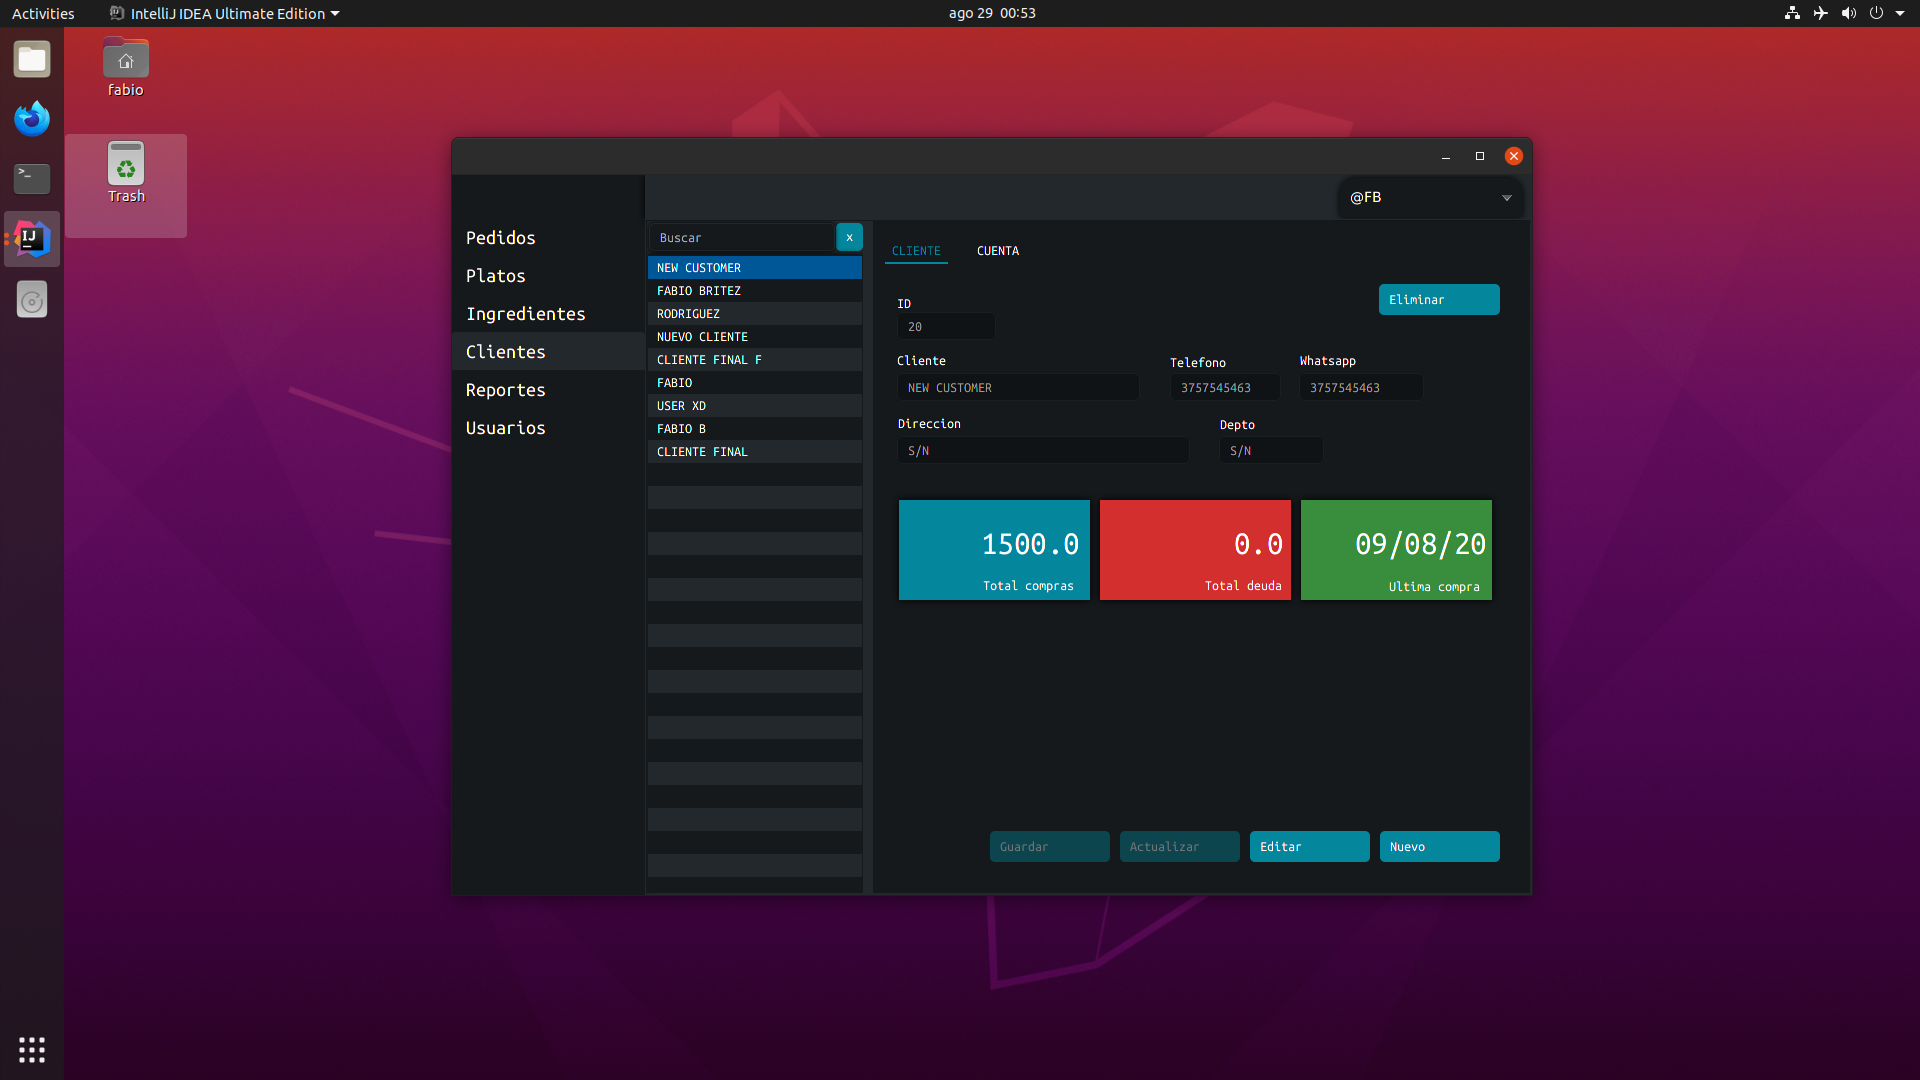 Activities
IntelliJ IDEA Ultimate Edition
ago 29 00:53
fabio
Trash
>_
IJ
@FB
Pedidos
Platos
Ingredientes
Clientes
Reportes
Usuarios
Buscar
x
NEW CUSTOMER
FABIO BRITEZ
RODRIGUEZ
NUEVO CLIENTE
CLIENTE FINAL F
FABIO
USER XD
FABIO B
CLIENTE FINAL
CLIENTE CUENTA
Eliminar
ID
20
Cliente Telefono Whatsapp
NEW CUSTOMER 3757545463 3757545463
Direccion Depto
S/N S/N
1500.0 0.0 09/08/20
Total compras Total deuda Ultima compra
Guardar Actualizar Editar Nuevo